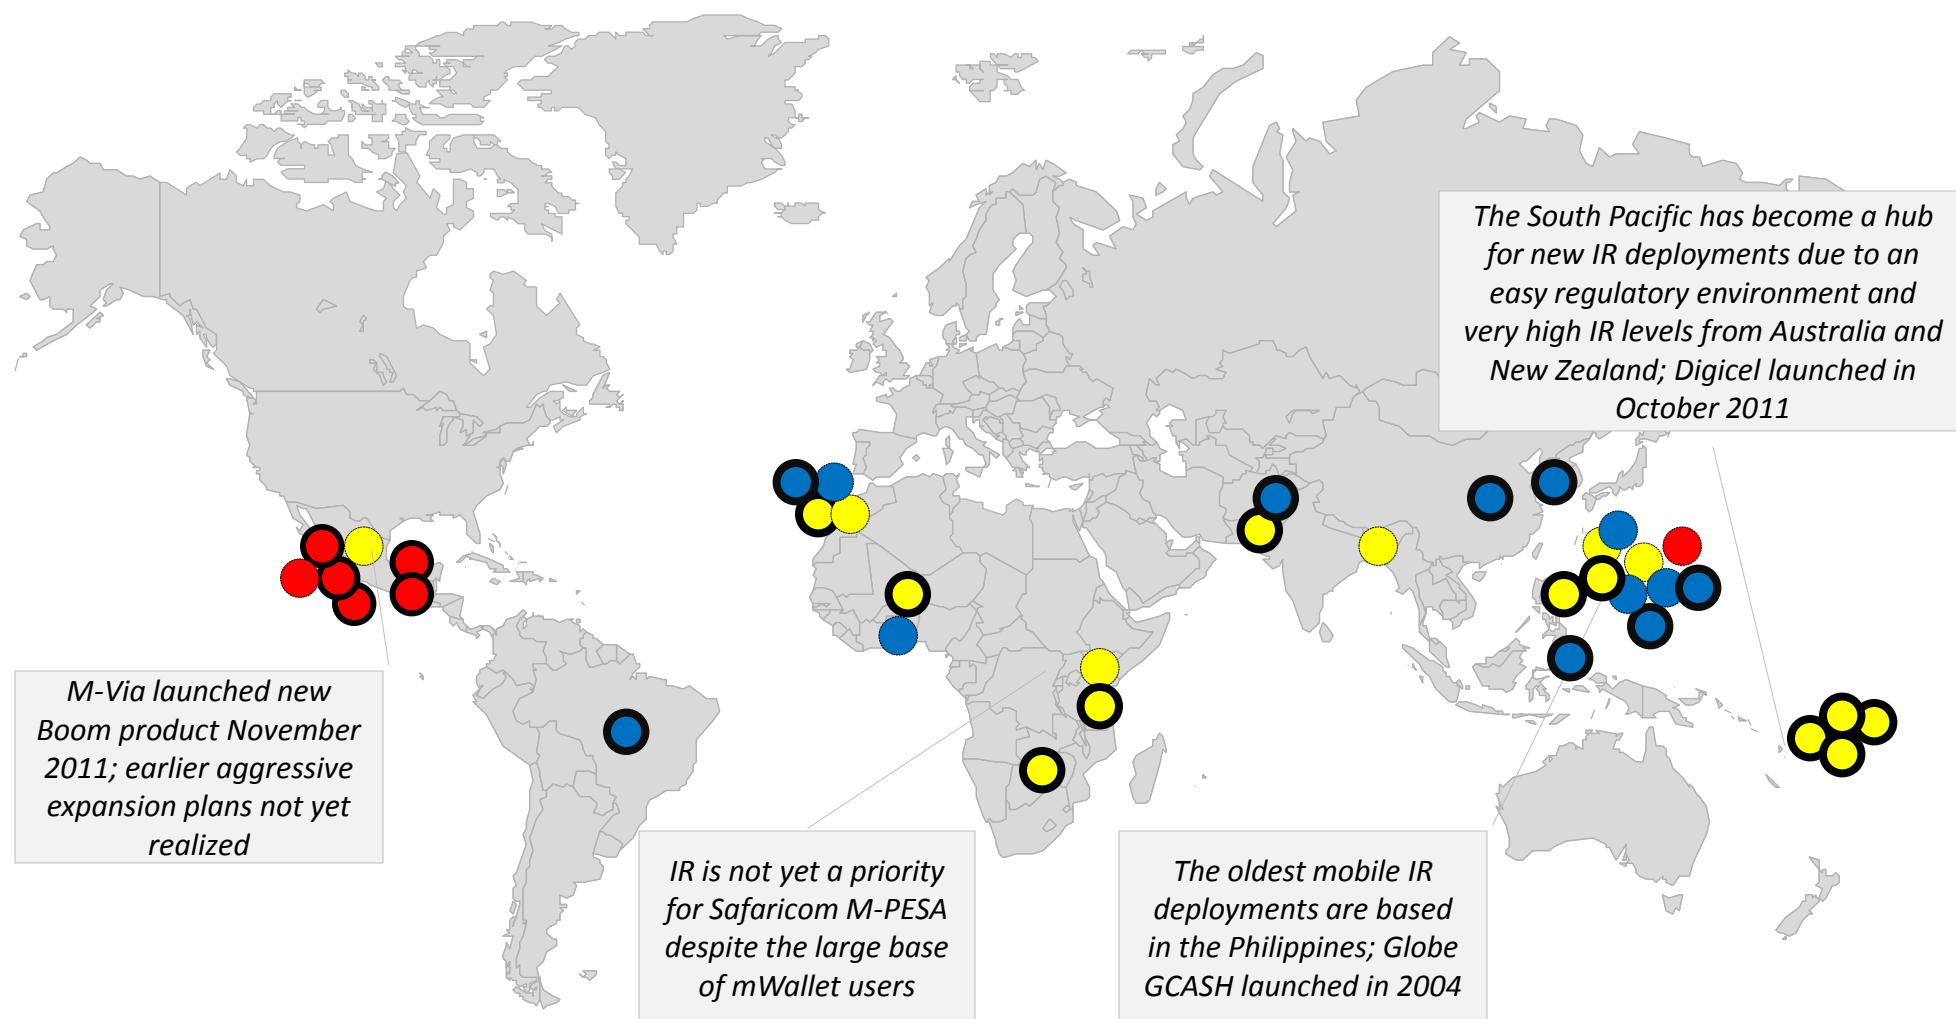 The South Pacific has become a hub
for new IR deployments due to an
easy regulatory environment and
very high IR levels from Australia and
New Zealand; Digicel launched in
October 2011
M-Via launched new
Boom product November
2011; earlier aggressive
expansion plans not yet
realized
IR is not yet a priority
for Safaricom M-PESA
despite the large base
of mWallet users
The oldest mobile IR
deployments are based
in the Philippines; Globe
GCASH launched in 2004